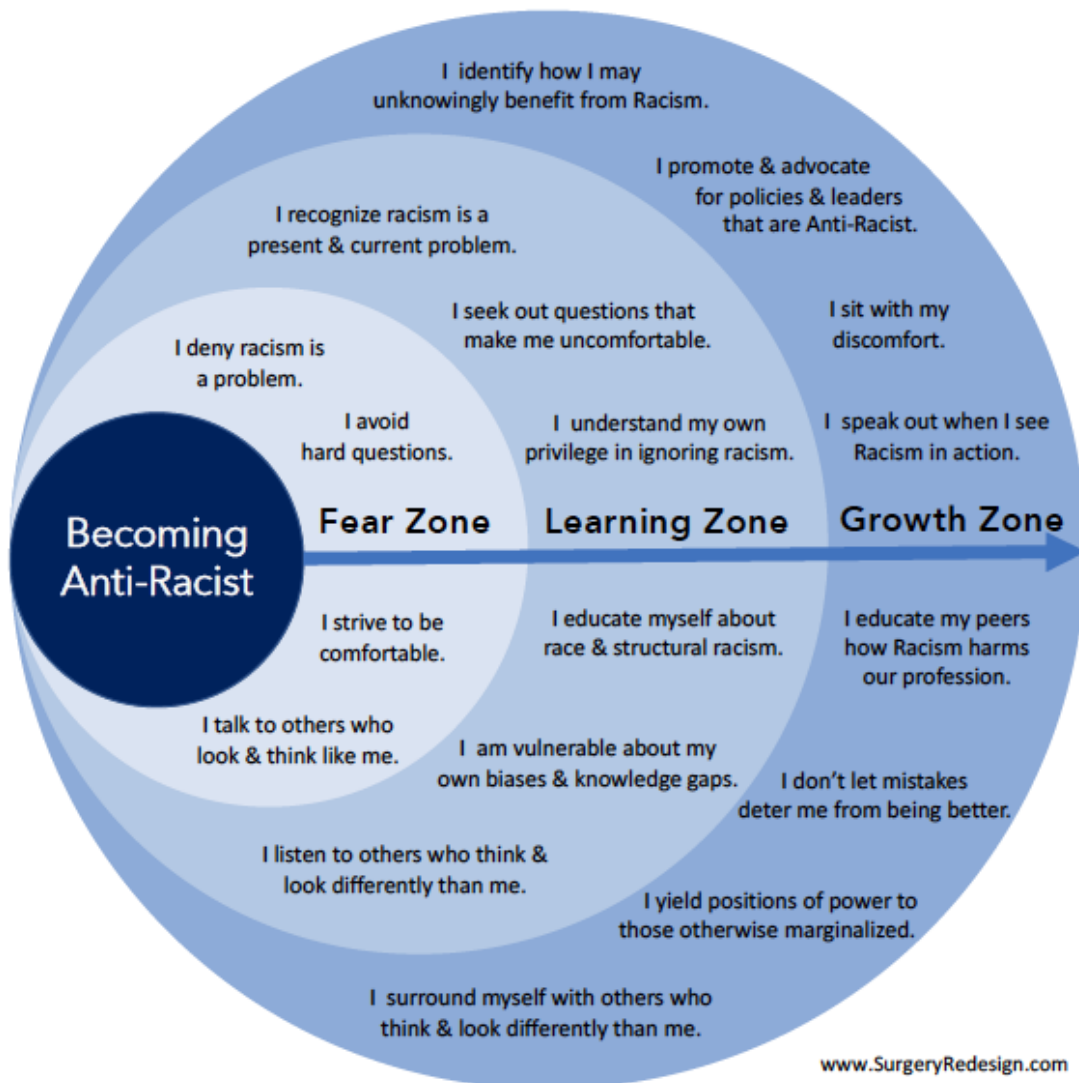 I identify how I may
unknowingly benefit from Racism.
I promote & advocate
for policies & leaders
that are Anti-Racist.
I recognize racism is a
present & current problem.
I seek out questions that
make me uncomfortable.
I sit with my
discomfort.
I deny racism is
a problem.
I avoid
hard questions.
I understand my own
privilege in ignoring racism.
I speak out when I see
Racism in action.
Becoming
Anti-Racist
Fear Zone
Learning Zone
Growth Zone
I strive to be
comfortable.
I educate myself about
race & structural racism.
I educate my peers
how Racism harms
our profession.
I talk to others who
look & think like me.
I am vulnerable about my
own biases & knowledge gaps.
I don't let mistakes
deter me from being better.
I listen to others who think &
look differently than me.
I yield positions of power to
those otherwise marginalized.
I surround myself with others who
think & look differently than me.
www.SurgeryRedesign.com